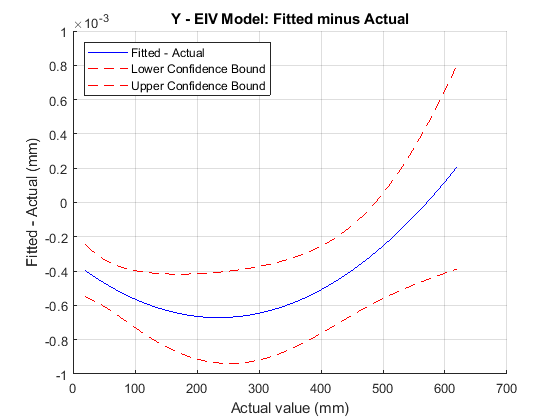 Y - EIV Model: Fitted minus Actual
×10⁻³
1
0.8
0.6
0.4
0.2
0
-0.2
-0.4
-0.6
-0.8
-1
Fitted - Actual (mm)
Fitted - Actual
Lower Confidence Bound
Upper Confidence Bound
0 100 200 300 400 500 600 700
Actual value (mm)